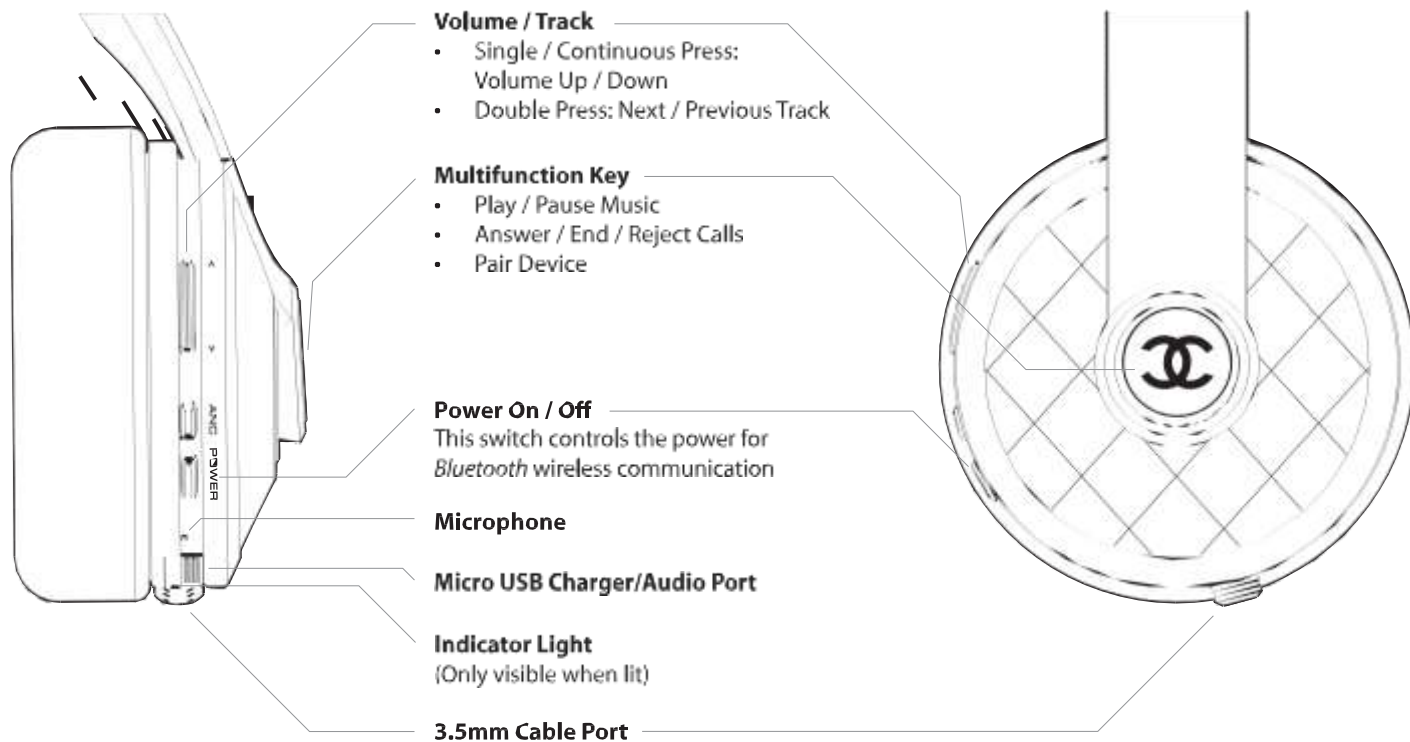 Volume / Track
• Single / Continuous Press:
Volume Up / Down
• Double Press: Next / Previous Track
Multifunction Key
• Play / Pause Music
• Answer / End / Reject Calls
• Pair Device
ANC
POWER
Power On / Off
This switch controls the power for
Bluetooth wireless communication
Microphone
Micro USB Charger/Audio Port
Indicator Light
(Only visible when lit)
3.5mm Cable Port